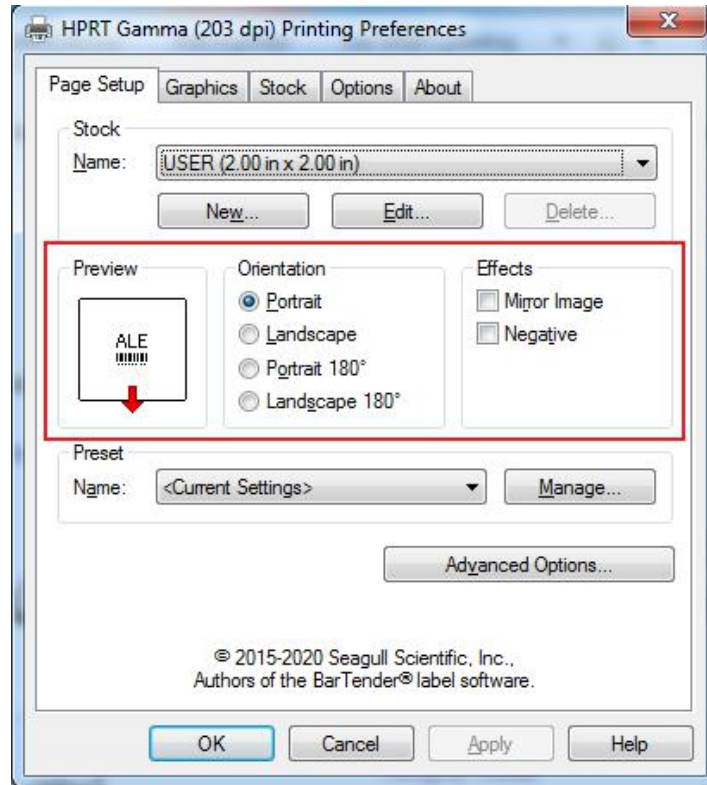 HPRT Gamma (203 dpi) Printing Preferences
Page Setup Graphics Stock Options About
Stock
Name: USER (2.00 in x 2.00 in)
New... Edit... Delete...
Preview
ALE
Orientation
Portrait
Landscape
Portrait 180°
Landscape 180°
Effects
Mirror Image
Negative
Preset
Name: <Current Settings> Manage...
Advanced Options...
© 2015-2020 Seagull Scientific, Inc.,
Authors of the BarTender® label software.
OK Cancel Apply Help